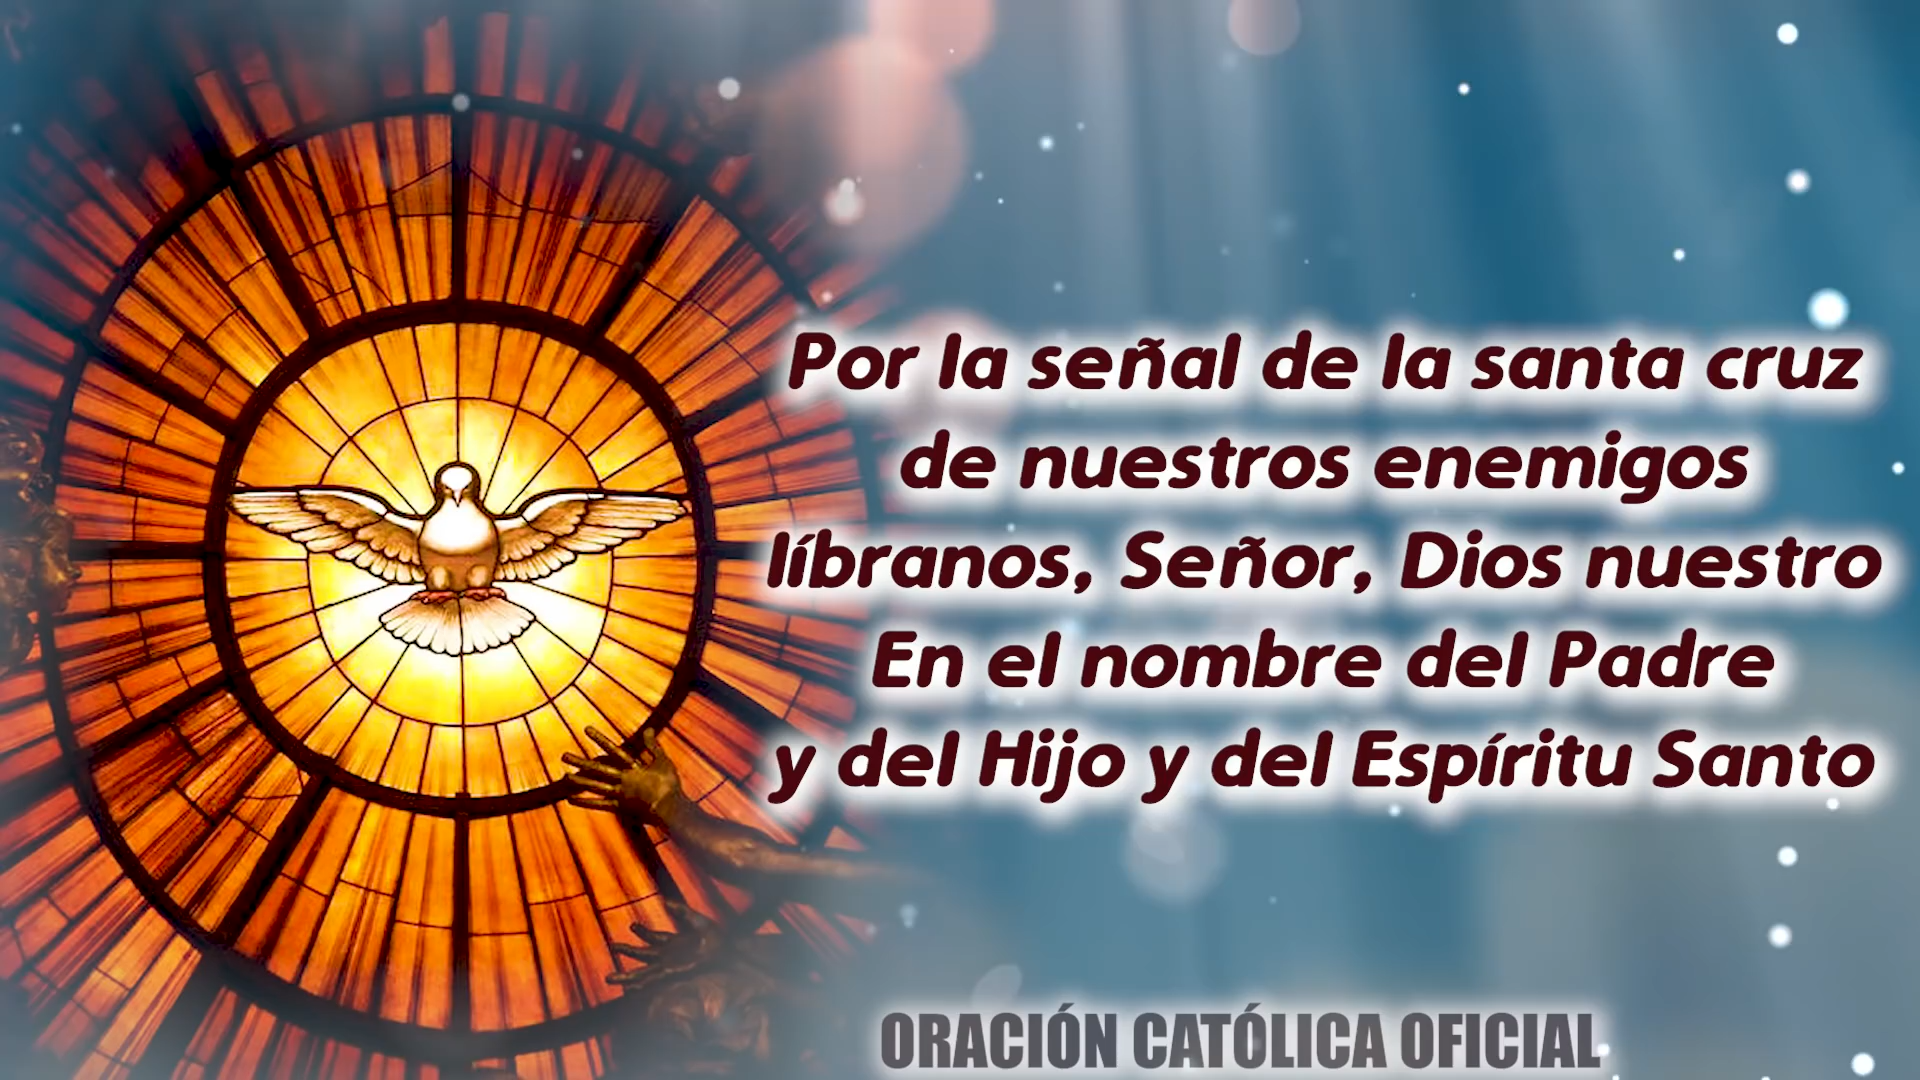 Por la señal de la santa cruz
de nuestros enemigos
líbranos, Señor, Dios nuestro
En el nombre del Padre
y del Hijo y del Espíritu Santo
ORACIÓN CATÓLICA OFICIAL